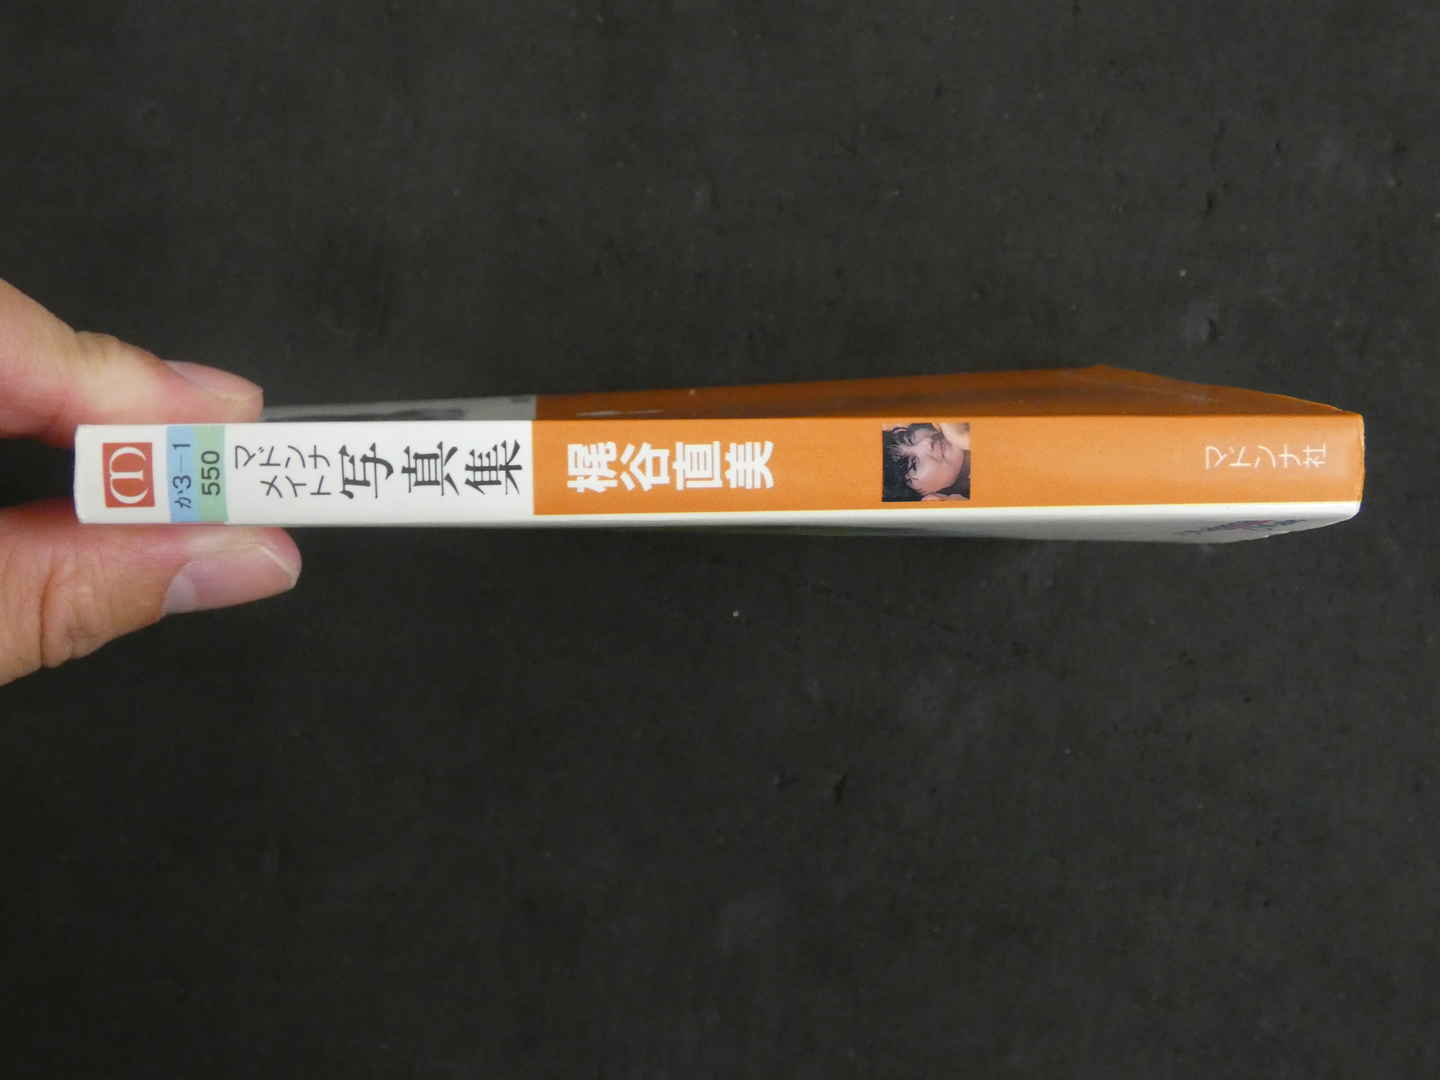 か3-1
550
マドンナ
メイト
写真集
梶谷直美
マドンナ社